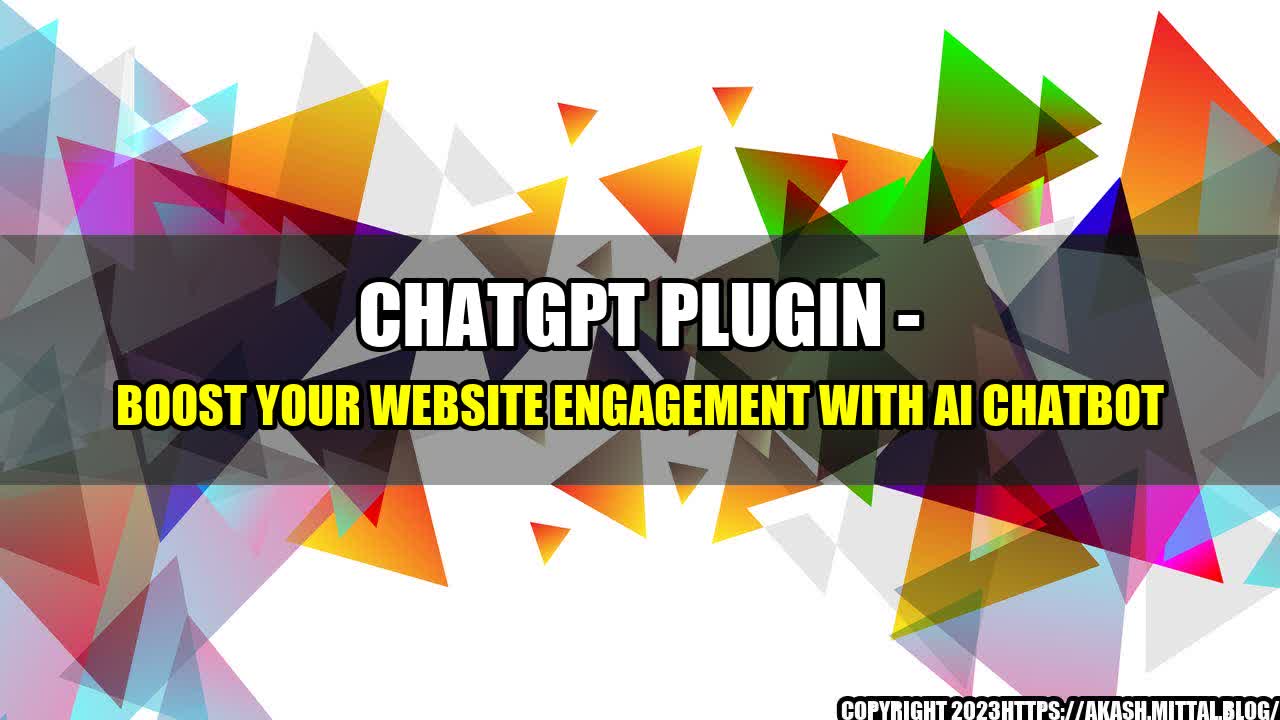 CHATGPT PLUGIN -
BOOST YOUR WEBSITE ENGAGEMENT WITH AI CHATBOT
COPYRIGHT 2023HTTPS://AKASH.MITTAL.BLOG/